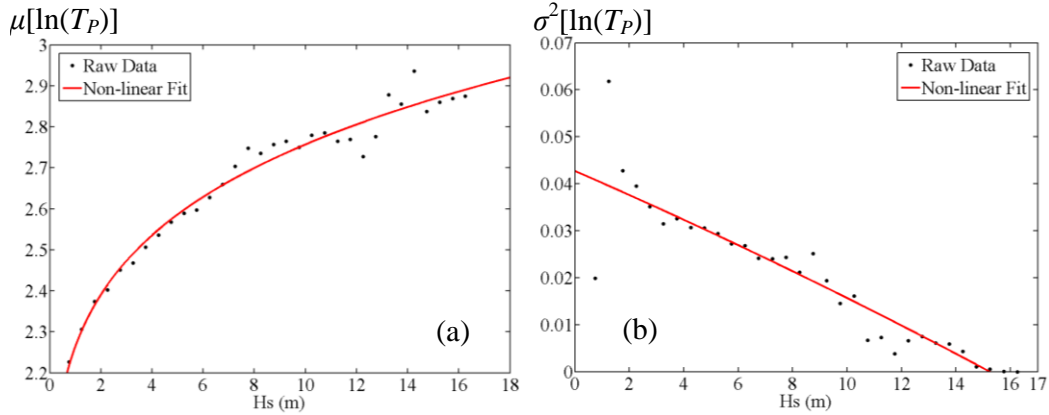 μ[ln(T_P)]
3
2.9
2.8
2.7
2.6
2.5
2.4
2.3
2.2
0 2 4 6 8 10 12 14 16 18
Hs (m)
Raw Data
Non-linear Fit
(a)
σ²[ln(T_P)]
0.07
0.06
0.05
0.04
0.03
0.02
0.01
0
0 2 4 6 8 10 12 14 16 17
Hs (m)
Raw Data
Non-linear Fit
(b)